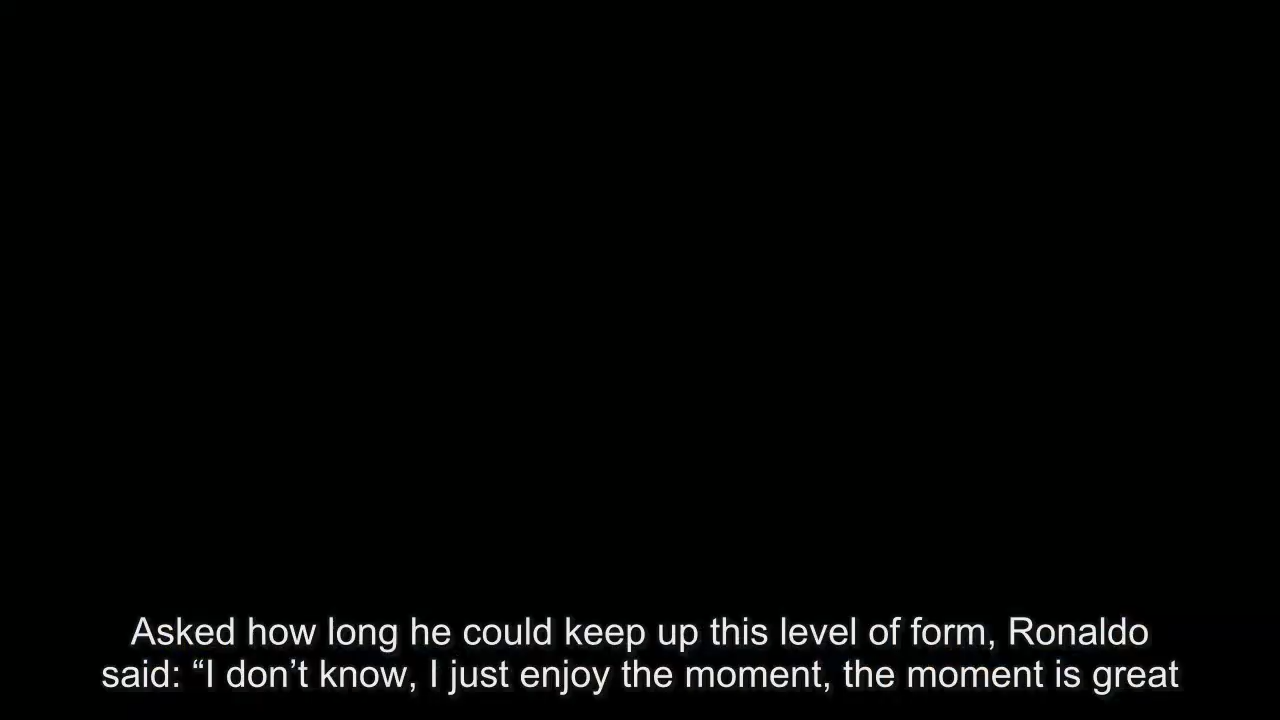 Asked how long he could keep up this level of form, Ronaldo
said: “I don’t know, I just enjoy the moment, the moment is great